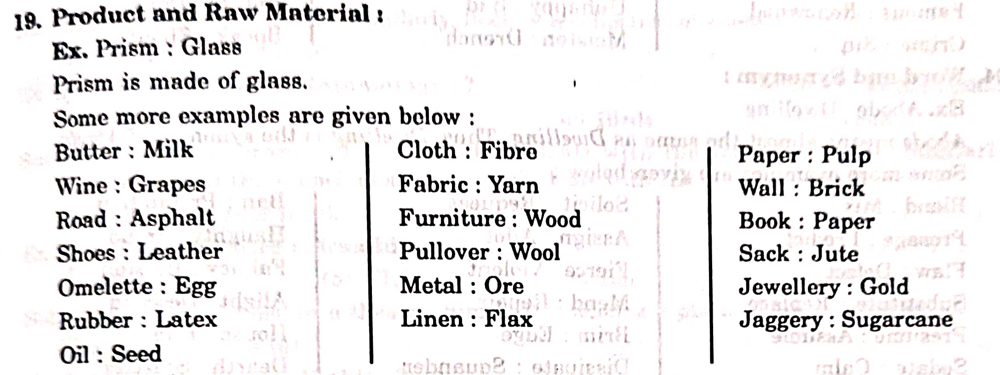 19. Product and Raw Material :
Ex. Prism : Glass
Prism is made of glass.
Some more examples are given below :
Butter : Milk
Wine : Grapes
Road : Asphalt
Shoes : Leather
Omelette : Egg
Rubber : Latex
Oil : Seed
Cloth : Fibre
Fabric : Yarn
Furniture : Wood
Pullover : Wool
Metal : Ore
Linen : Flax
Paper : Pulp
Wall : Brick
Book : Paper
Sack : Jute
Jewellery : Gold
Jaggery : Sugarcane